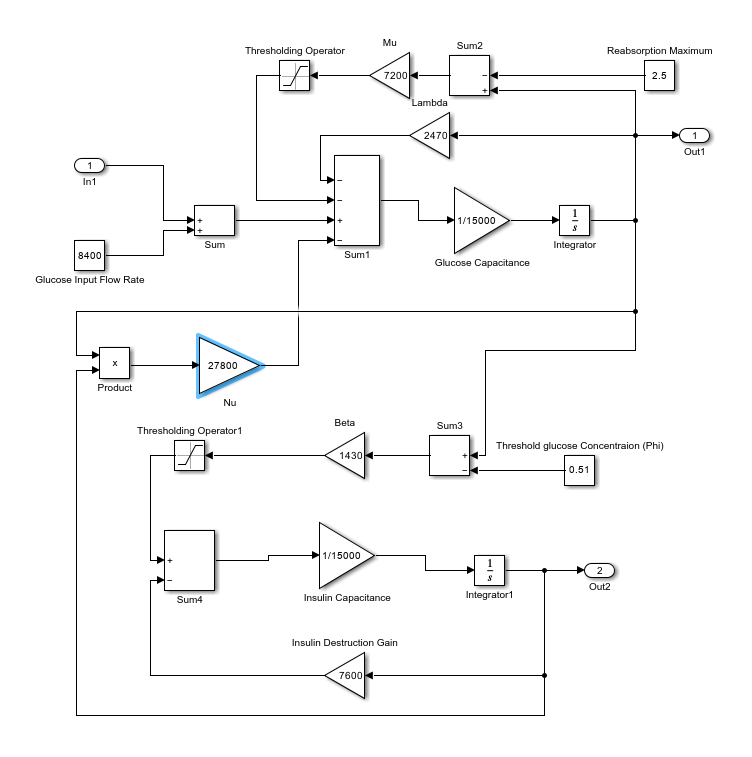 Mu
Sum2
Thresholding Operator
Reabsorption Maximum
7200
−
+
2.5
Lambda
2470
1
Out1
1
In1
−
−
+
−
Sum1
+
+
Sum
8400
Glucose Input Flow Rate
1/15000
Glucose Capacitance
1
s
Integrator
x
Product
27800
Nu
Thresholding Operator1
Beta
1430
Sum3
+
−
Threshold glucose Concentraion (Phi)
0.51
+
−
Sum4
1/15000
Insulin Capacitance
1
s
Integrator1
2
Out2
Insulin Destruction Gain
7600